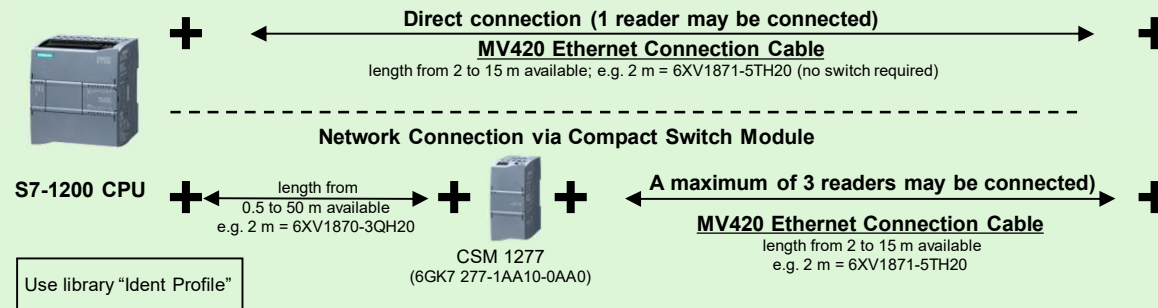 Direct connection (1 reader may be connected)
MV420 Ethernet Connection Cable
length from 2 to 15 m available; e.g. 2 m = 6XV1871-5TH20 (no switch required)
Network Connection via Compact Switch Module
S7-1200 CPU
length from
0.5 to 50 m available
e.g. 2 m = 6XV1870-3QH20
CSM 1277
(6GK7 277-1AA10-0AA0)
A maximum of 3 readers may be connected)
MV420 Ethernet Connection Cable
length from 2 to 15 m available
e.g. 2 m = 6XV1871-5TH20
Use library “Ident Profile”